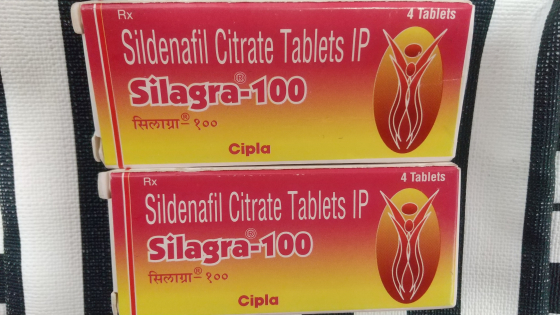 Rx
4 Tablets
Sildenafil Citrate Tablets IP
Silagra®-100
सिलाग्रा®- १००
Cipla
Rx
4 Tablets
Sildenafil Citrate Tablets IP
Silagra®-100
सिलाग्रा®- १००
Cipla